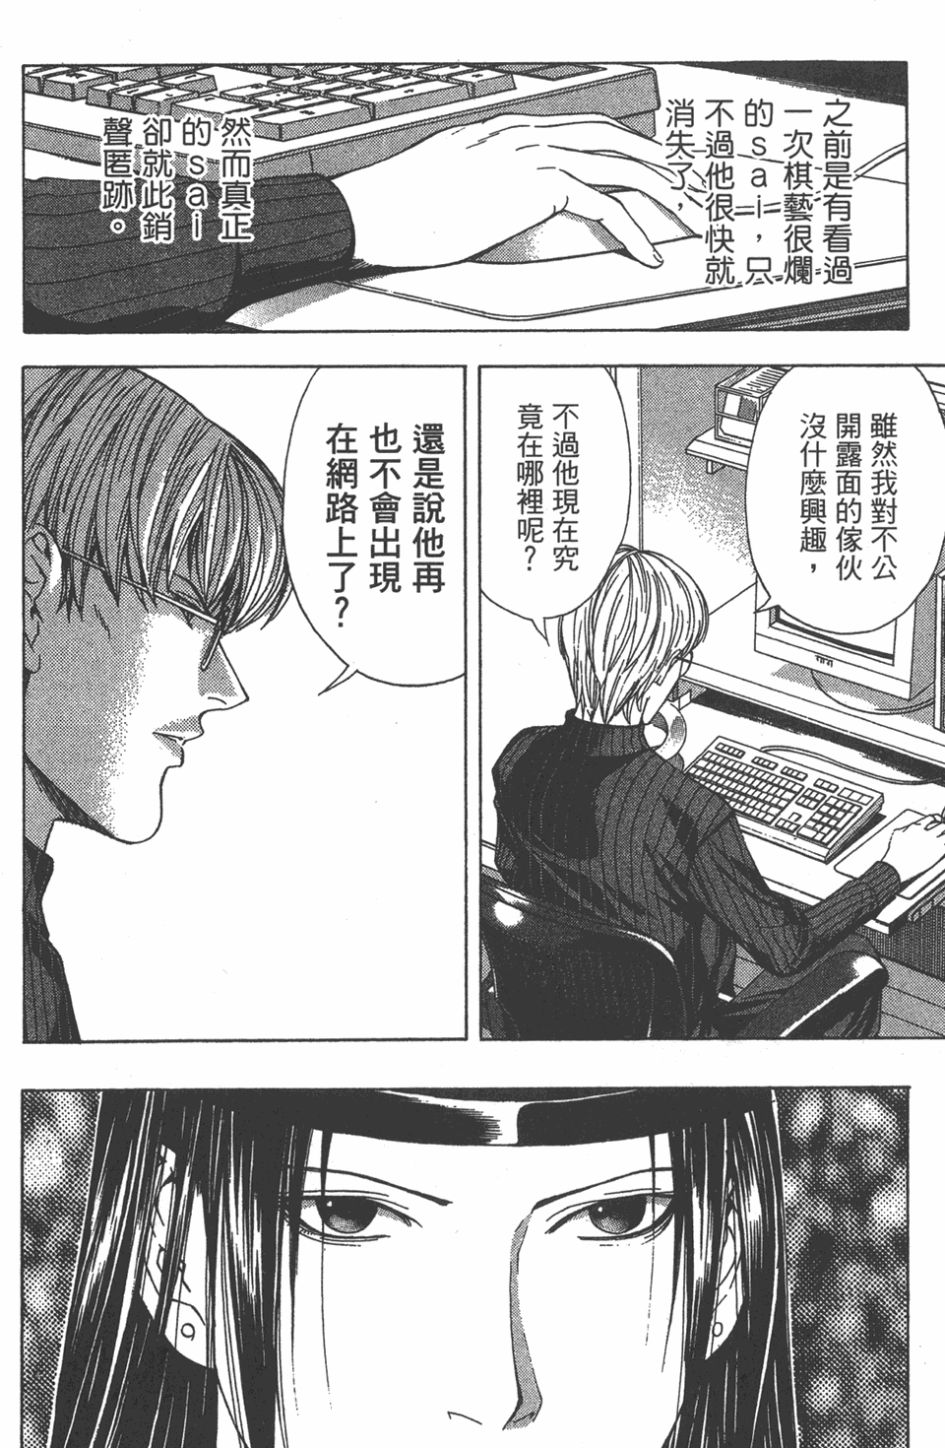 之前是有看過
一次棋藝很爛
的sai，只
不過他很快就
消失了，
然而真正
的sai
卻就此銷
聲匿跡。
雖然我對不公
開露面的傢伙
沒什麼興趣，
不過他現在究
竟在哪裡呢？
還是說他再
也不會出現
在網路上了？